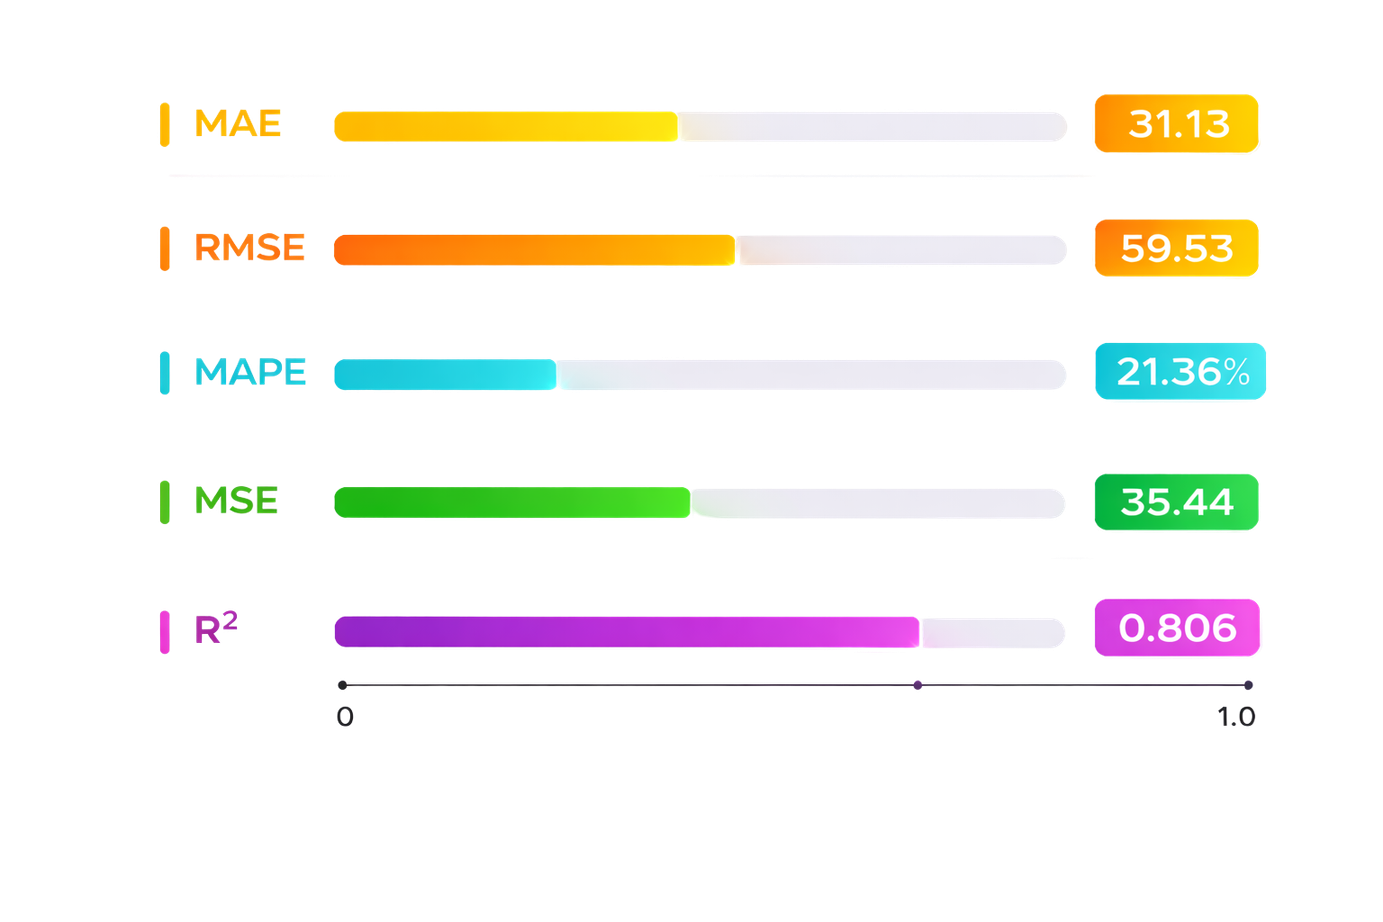 MAE 31.13
RMSE 59.53
MAPE 21.36%
MSE 35.44
R² 0.806
0 1.0